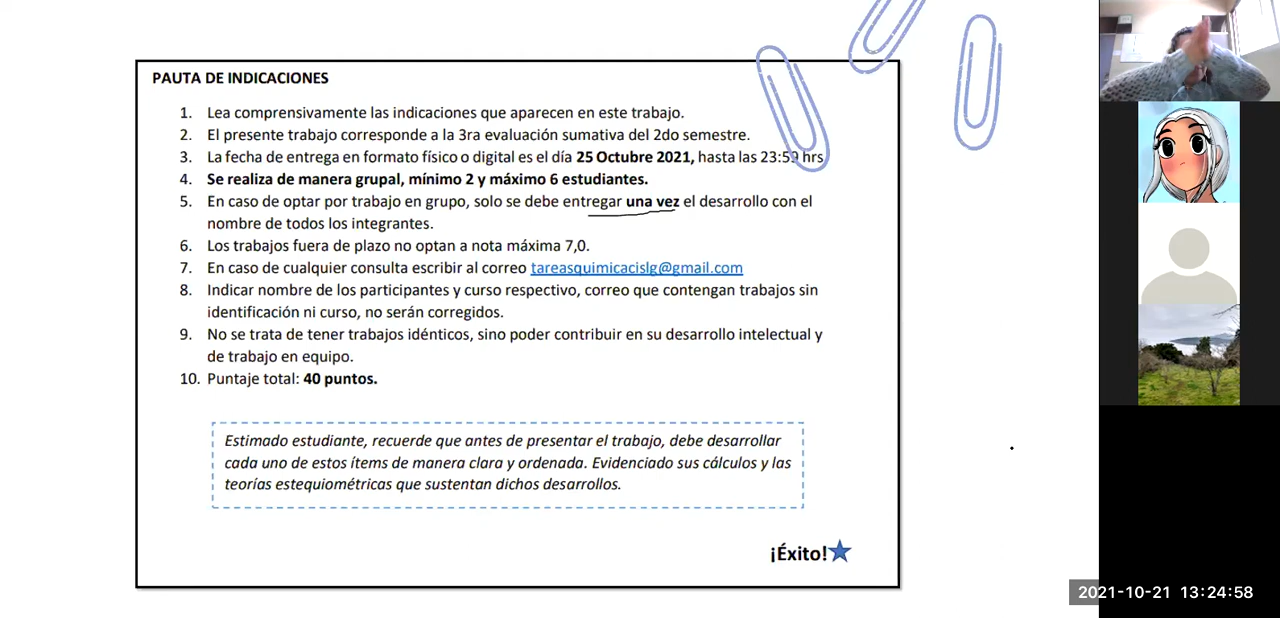 PAUTA DE INDICACIONES
1. Lea comprensivamente las indicaciones que aparecen en este trabajo.
2. El presente trabajo corresponde a la 3ra evaluación sumativa del 2do semestre.
3. La fecha de entrega en formato físico o digital es el día 25 Octubre 2021, hasta las 23:59 hrs
4. Se realiza de manera grupal, mínimo 2 y máximo 6 estudiantes.
5. En caso de optar por trabajo en grupo, solo se debe entregar una vez el desarrollo con el
nombre de todos los integrantes.
6. Los trabajos fuera de plazo no optan a nota máxima 7,0.
7. En caso de cualquier consulta escribir al correo tareasquimicacislg@gmail.com
8. Indicar nombre de los participantes y curso respectivo, correo que contengan trabajos sin
identificación ni curso, no serán corregidos.
9. No se trata de tener trabajos idénticos, sino poder contribuir en su desarrollo intelectual y
de trabajo en equipo.
10. Puntaje total: 40 puntos.
Estimado estudiante, recuerde que antes de presentar el trabajo, debe desarrollar
cada uno de estos ítems de manera clara y ordenada. Evidenciado sus cálculos y las
teorías estequiométricas que sustentan dichos desarrollos.
¡Éxito!
2021-10-21 13:24:58